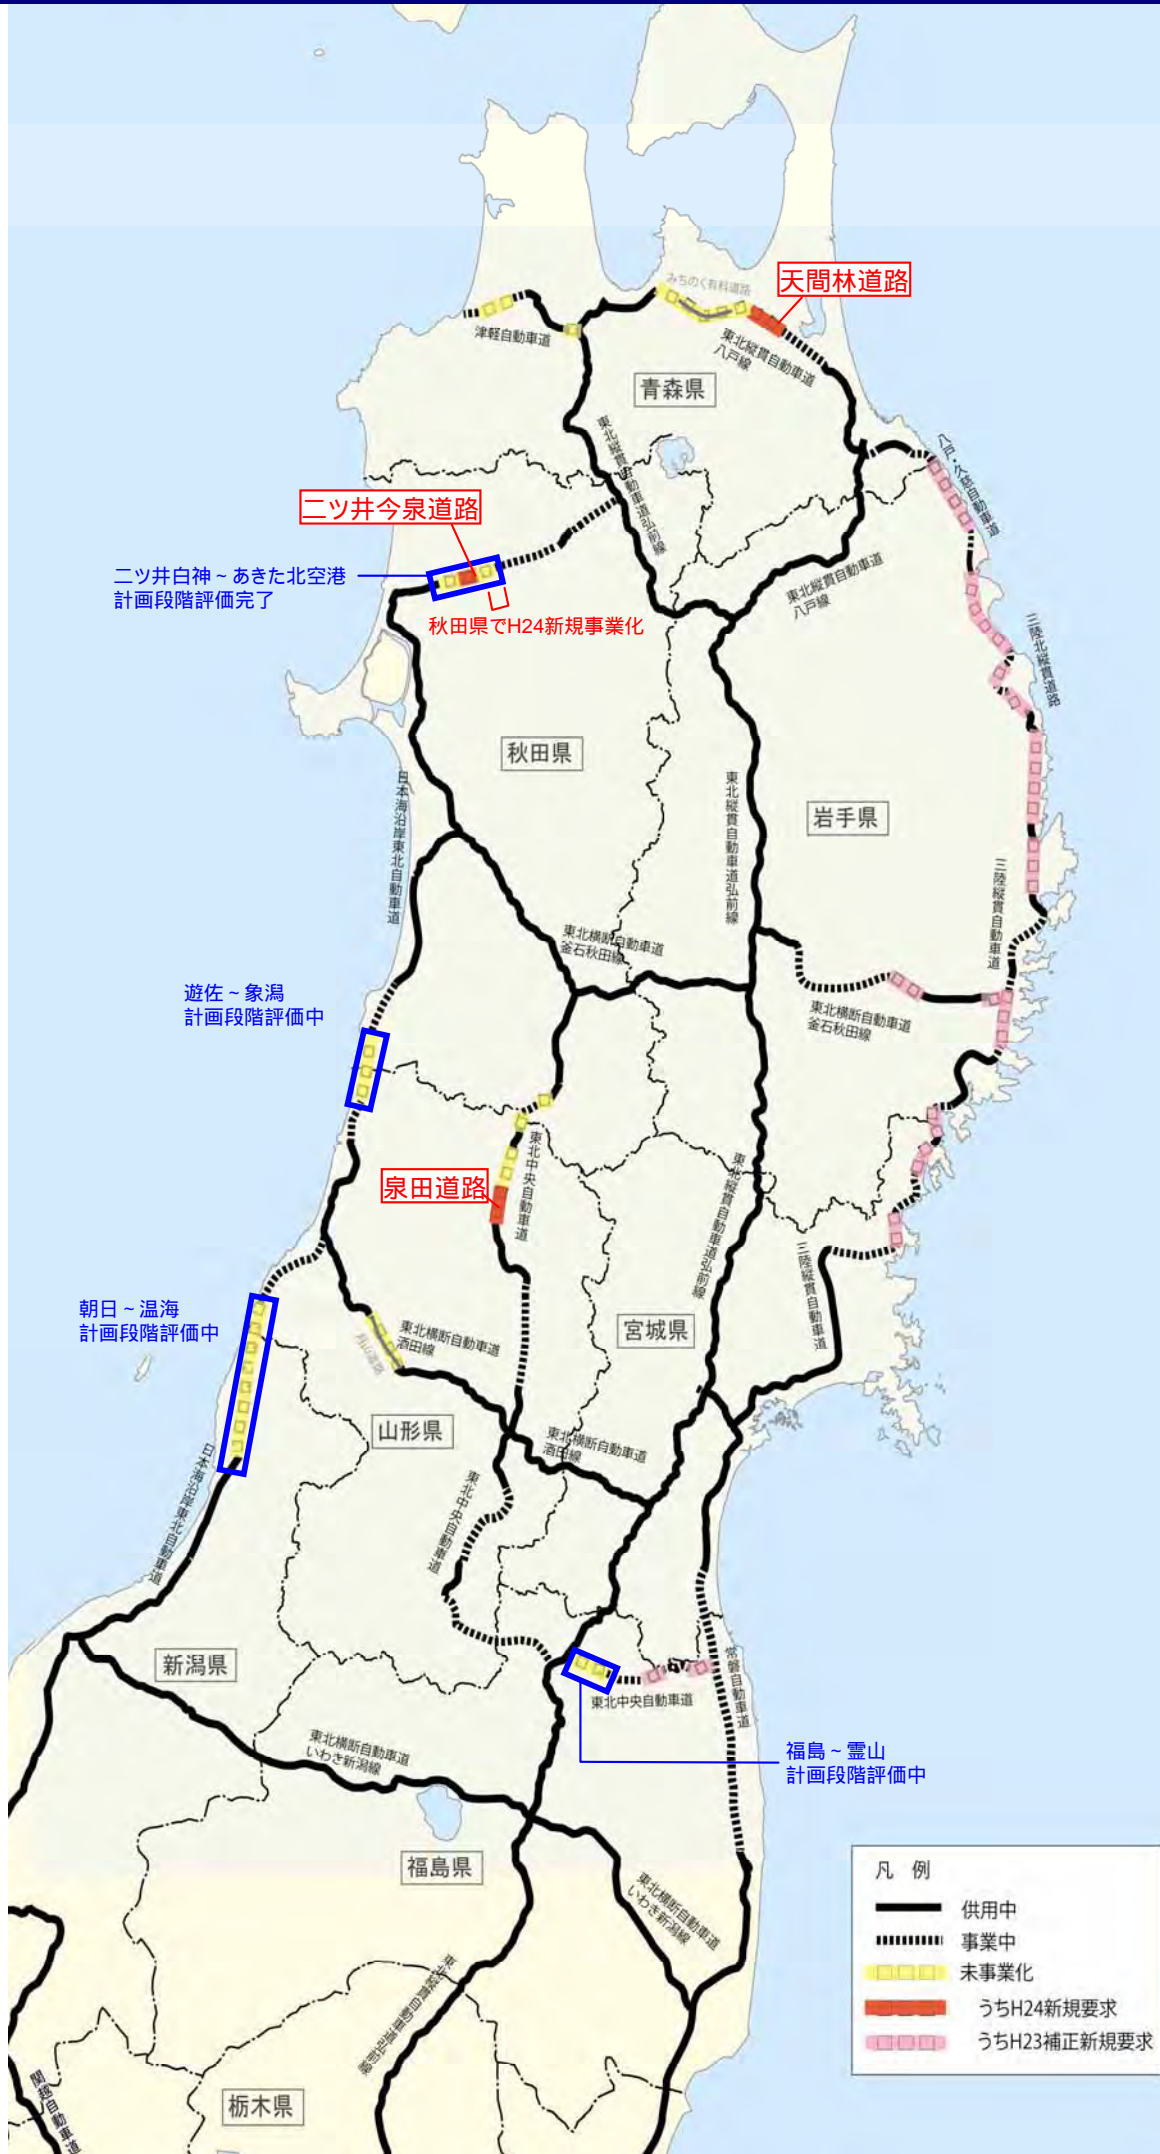 みちのく有料道路
天間林道路
津軽自動車道
東北縦貫自動車道
八戸線
青森県
東北縦貫自動車道弘前線
八戸・久慈自動車道
二ツ井今泉道路
二ツ井白神~あきた北空港
計画段階評価完了
秋田県でH24新規事業化
東北縦貫自動車道
八戸線
三陸北縦貫道路
秋田県
日本海沿岸東北自動車道
東北縦貫自動車道弘前線
岩手県
三陸縦貫自動車道
東北横断自動車道
釜石秋田線
遊佐~象潟
計画段階評価中
東北横断自動車道
釜石秋田線
東北中央自動車道
泉田道路
東北縦貫自動車道弘前線
三陸縦貫自動車道
朝日~温海
計画段階評価中
東北横断自動車道
酒田線
月山道路
宮城県
山形県
東北横断自動車道
酒田線
日本海沿岸東北自動車道
東北中央自動車道
新潟県
常磐自動車道
東北中央自動車道
東北横断自動車道
いわき新潟線
福島~霊山
計画段階評価中
福島県
東北横断自動車道
いわき新潟線
東北縦貫自動車道弘前線
関越自動車道
栃木県
凡 例
供用中
事業中
未事業化
うちH24新規要求
うちH23補正新規要求